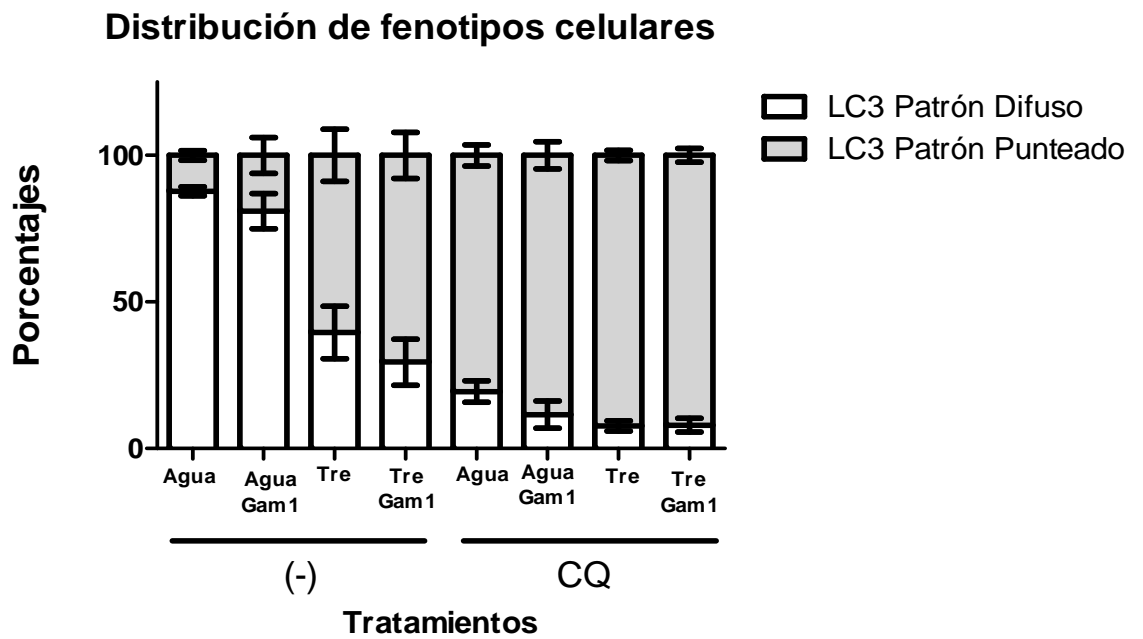 Distribución de fenotipos celulares
LC3 Patrón Difuso
LC3 Patrón Punteado
Porcentajes
100
50
0
Agua
Agua
Gam1
Tre
Tre
Gam1
Agua
Agua
Gam1
Tre
Tre
Gam1
(-)
CQ
Tratamientos